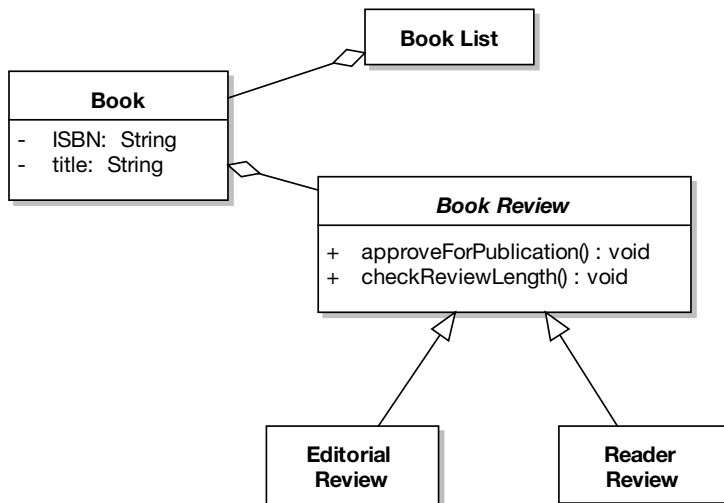 Book List
Book
- ISBN: String
- title: String
Book Review
+ approveForPublication() : void
+ checkReviewLength() : void
Editorial
Review
Reader
Review